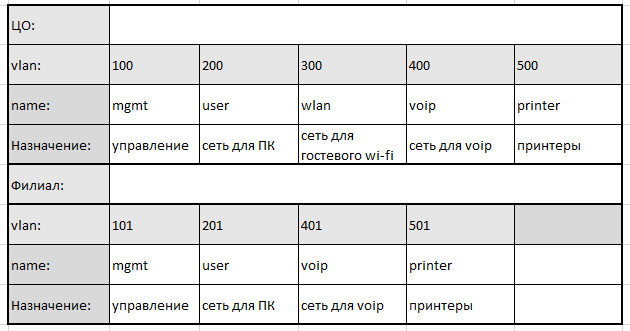 ЦО:
vlan: 100 200 300 400 500
name: mgmt user wlan voip printer
Назначение: управление сеть для ПК сеть для гостевого wi-fi сеть для voip принтеры
Филиал:
vlan: 101 201 401 501
name: mgmt user voip printer
Назначение: управление сеть для ПК сеть для voip принтеры